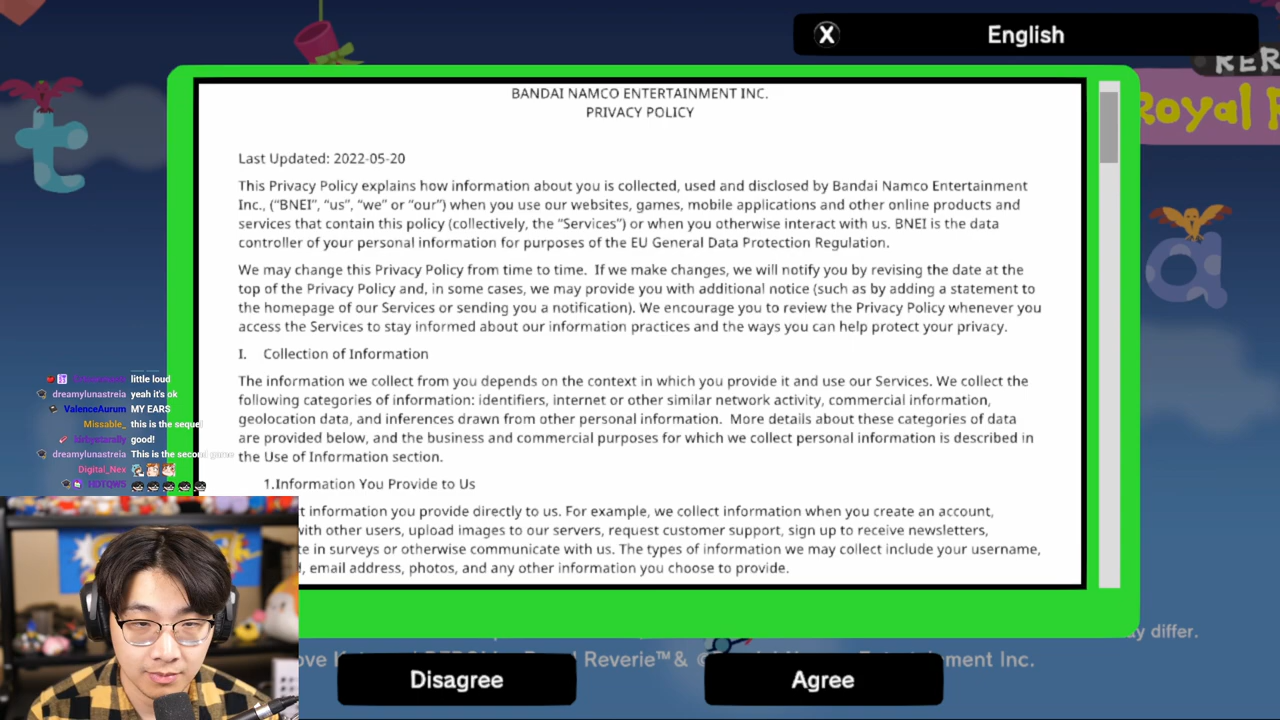 X English
RER
Royal R
BANDAI NAMCO ENTERTAINMENT INC.
PRIVACY POLICY
Last Updated: 2022-05-20
This Privacy Policy explains how information about you is collected, used and disclosed by Bandai Namco Entertainment
Inc., (“BNEI”, “us”, “we” or “our”) when you use our websites, games, mobile applications and other online products and
services that contain this policy (collectively, the “Services”) or when you otherwise interact with us. BNEI is the data
controller of your personal information for purposes of the EU General Data Protection Regulation.
We may change this Privacy Policy from time to time. If we make changes, we will notify you by revising the date at the
top of the Privacy Policy and, in some cases, we may provide you with additional notice (such as by adding a statement to
the homepage of our Services or sending you a notification). We encourage you to review the Privacy Policy whenever you
access the Services to stay informed about our information practices and the ways you can help protect your privacy.
I. Collection of Information
The information we collect from you depends on the context in which you provide it and use our Services. We collect the
following categories of information: identifiers, internet or other similar network activity, commercial information,
geolocation data, and inferences drawn from other personal information. More details about these categories of data
are provided below, and the business and commercial purposes for which we collect personal information is described in
the Use of Information section.
1.Information You Provide to Us
t information you provide directly to us. For example, we collect information when you create an account,
with other users, upload images to our servers, request customer support, sign up to receive newsletters,
te in surveys or otherwise communicate with us. The types of information we may collect include your username,
, email address, photos, and any other information you choose to provide.
little loud
dreamylunastreia yeah it's ok
ValenceAurum MY EARS
Missable_ this is the sequel
good!
dreamylunastreia This is the second game
Digital_Nex
HOTQWS
t
a
ay differ.
Royal Reverie™& ment Inc.
Disagree
Agree